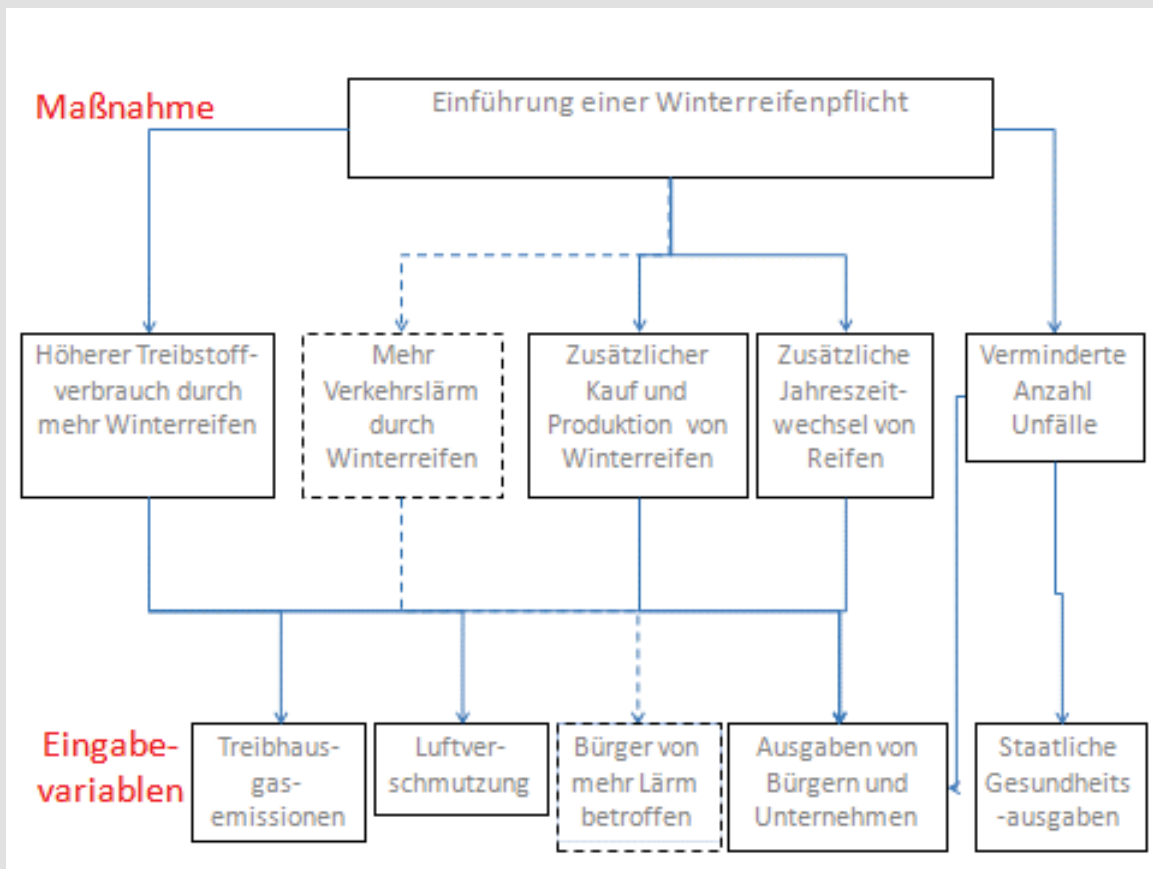 Maßnahme
Einführung einer Winterreifenpflicht
Höherer Treibstoff-
verbrauch durch
mehr Winterreifen
Mehr
Verkehrslärm
durch
Winterreifen
Zusätzlicher
Kauf und
Produktion von
Winterreifen
Zusätzliche
Jahreszeit-
wechsel von
Reifen
Verminderte
Anzahl
Unfälle
Eingabe-
variablen
Treibhaus-
gas-
emissionen
Luftver-
schmutzung
Bürger von
mehr Lärm
betroffen
Ausgaben von
Bürgern und
Unternehmen
Staatliche
Gesundheits
-ausgaben